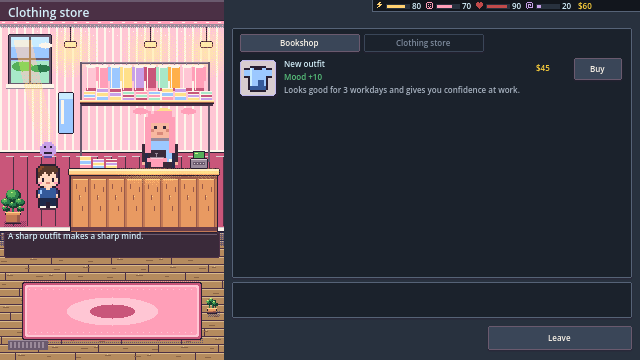 Clothing store
80 70 90 20 $60
Bookshop Clothing store
New outfit
Mood +10
Looks good for 3 workdays and gives you confidence at work.
$45
Buy
A sharp outfit makes a sharp mind.
Leave